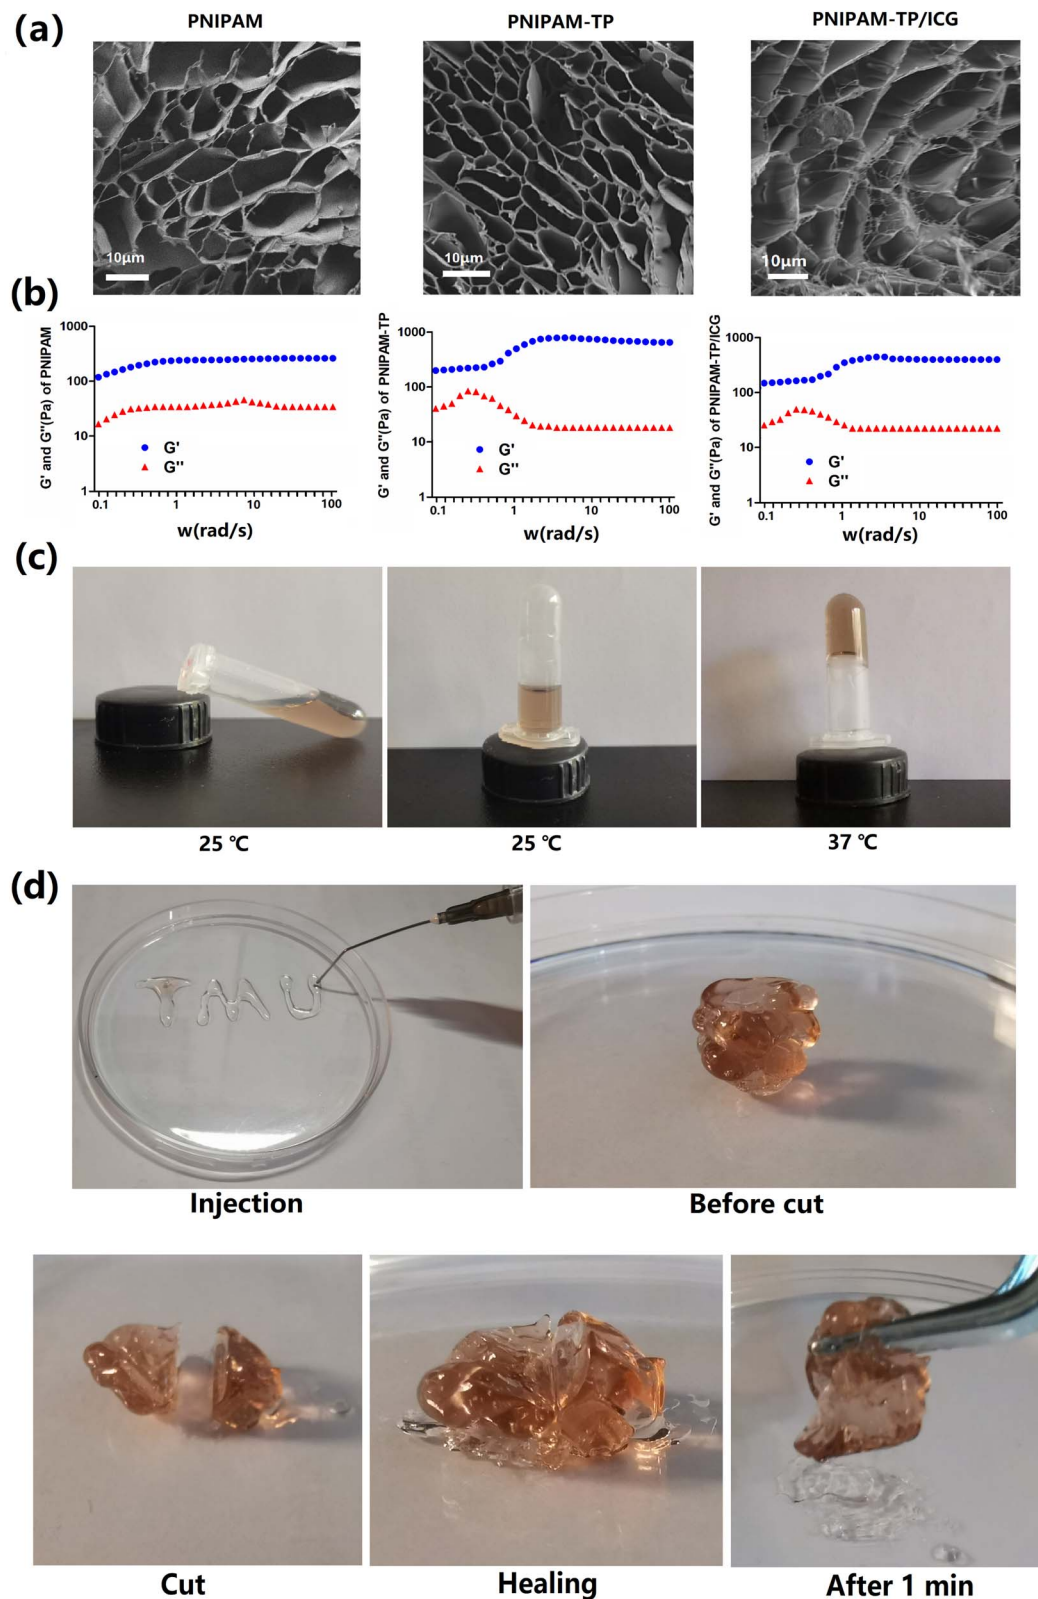 (a)
PNIPAM
PNIPAM-TP
PNIPAM-TP/ICG
10μm
10μm
10μm
(b)
G' and G''(Pa) of PNIPAM
1000
100
10
1
G'
G''
0.1 1 10 100
w(rad/s)
G' and G''(Pa) of PNIPAM-TP
1000
100
10
1
G'
G''
0.1 1 10 100
w(rad/s)
G' and G''(Pa) of PNIPAM-TP/ICG
1000
100
10
1
G'
G''
0.1 1 10 100
w(rad/s)
(c)
25 ℃
25 ℃
37 ℃
(d)
TMU
Injection
Before cut
Cut
Healing
After 1 min